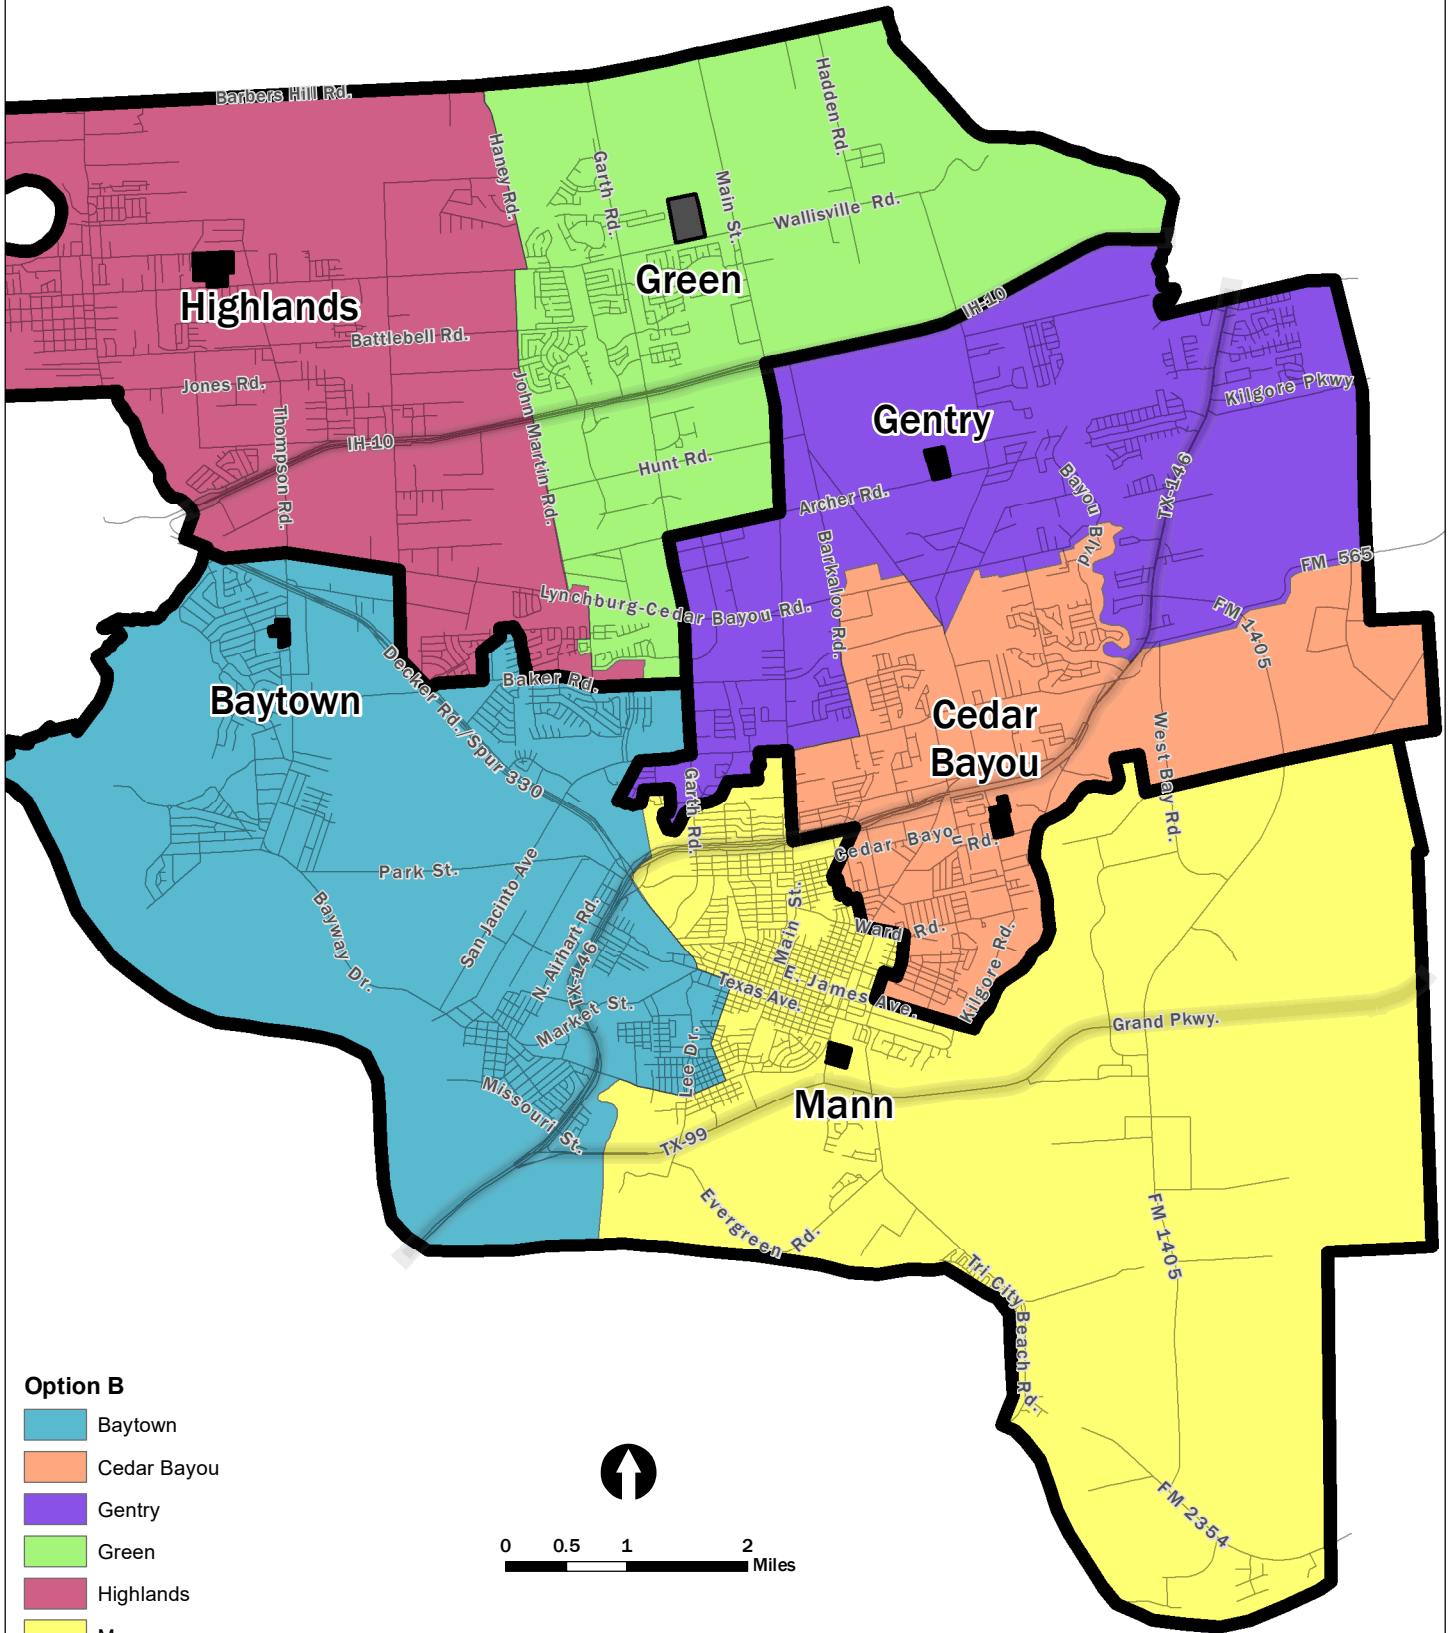 Barbers Hill Rd.
Haney Rd.
Garth Rd.
Main St.
Hadden Rd.
Wallisville Rd.
Green
Highlands
Battlebell Rd.
Jones Rd.
Thompson Rd.
IH-10
John Martin Rd.
Hunt Rd.
IH-10
Gentry
Kilgore Pkwy
Archer Rd.
Bayou Blvd
TX-146
Barkaloo Rd.
FM 565
FM 1405
Lynchburg-Cedar Bayou Rd.
Baytown
Decker Rd./Spur 330
Baker Rd.
Cedar
Bayou
West Bay Rd.
Garth Rd.
Cedar Bayou Rd.
Park St.
San Jacinto Ave
Bayway Dr.
N. Airhart Rd.
TX-146
Market St.
Main St.
Ward Rd.
Texas Ave.
E. James Ave.
Kilgore Rd.
Grand Pkwy.
Lee Dr.
Missouri St.
Mann
TX-99
Evergreen Rd.
FM 1405
Tri City Beach Rd.
FM 2354
Option B
Baytown
Cedar Bayou
Gentry
Green
Highlands
0 0.5 1 2
Miles